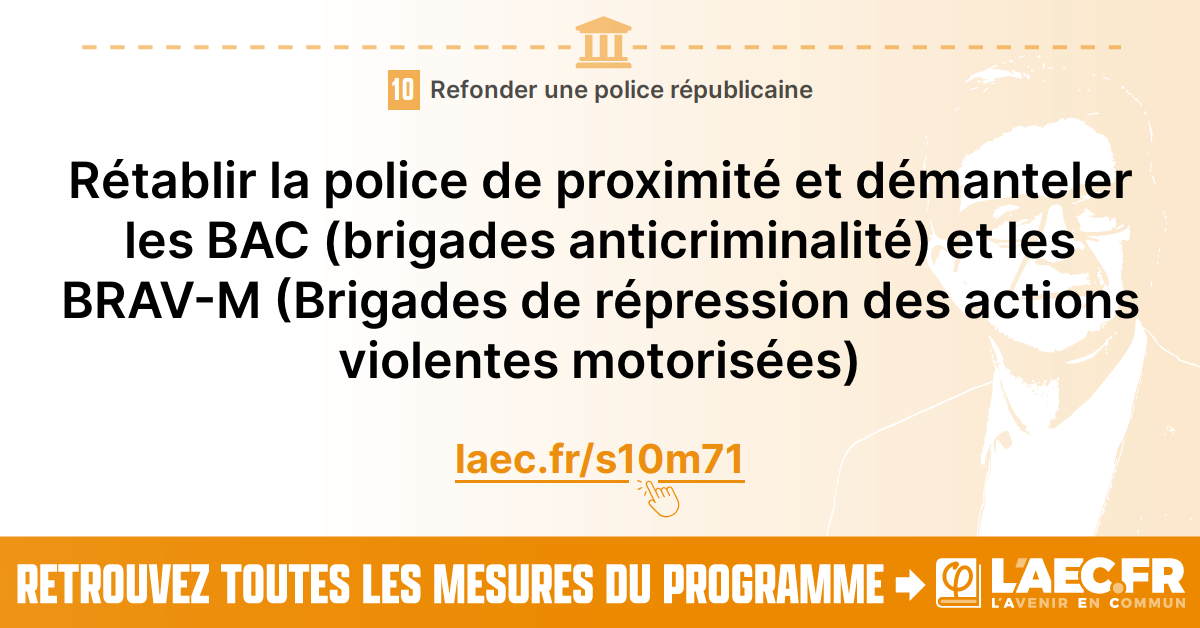 10 Refonder une police républicaine
Rétablir la police de proximité et démanteler
les BAC (brigades anticriminalité) et les
BRAV-M (Brigades de répression des actions
violentes motorisées)
laec.fr/s10m71
RETROUVEZ TOUTES LES MESURES DU PROGRAMME
φ L'AEC.FR
L'AVENIR EN COMMUN